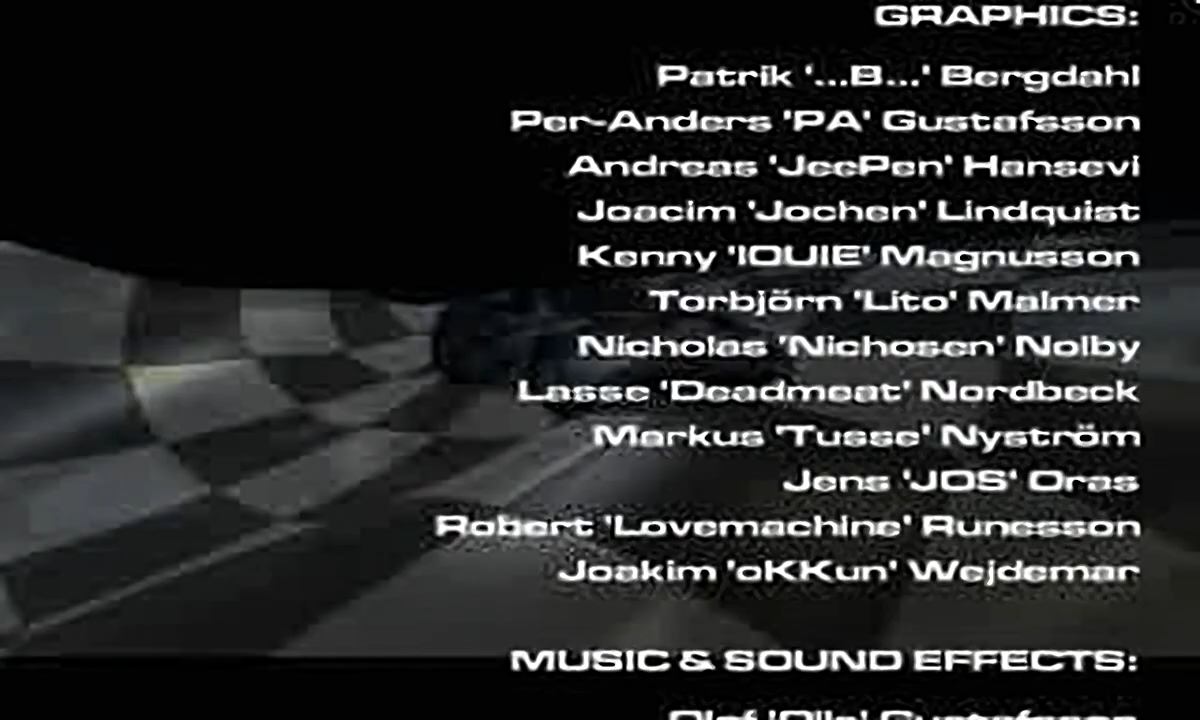 GRAPHICS:
Patrik '...B...' Bergdahl
Per-Anders 'PA' Gustafsson
Andreas 'JeePen' Hansevi
Joacim 'Jochen' Lindquist
Kenny 'IOUIE' Magnusson
Torbjörn 'Lito' Malmer
Nicholas 'Nichosen' Nolby
Lasse 'Deadmeat' Nordbeck
Markus 'Tusse' Nyström
Jens 'JOS' Oras
Robert 'Lovemachine' Runesson
Joakim 'oKKun' Wejdemar
MUSIC & SOUND EFFECTS: